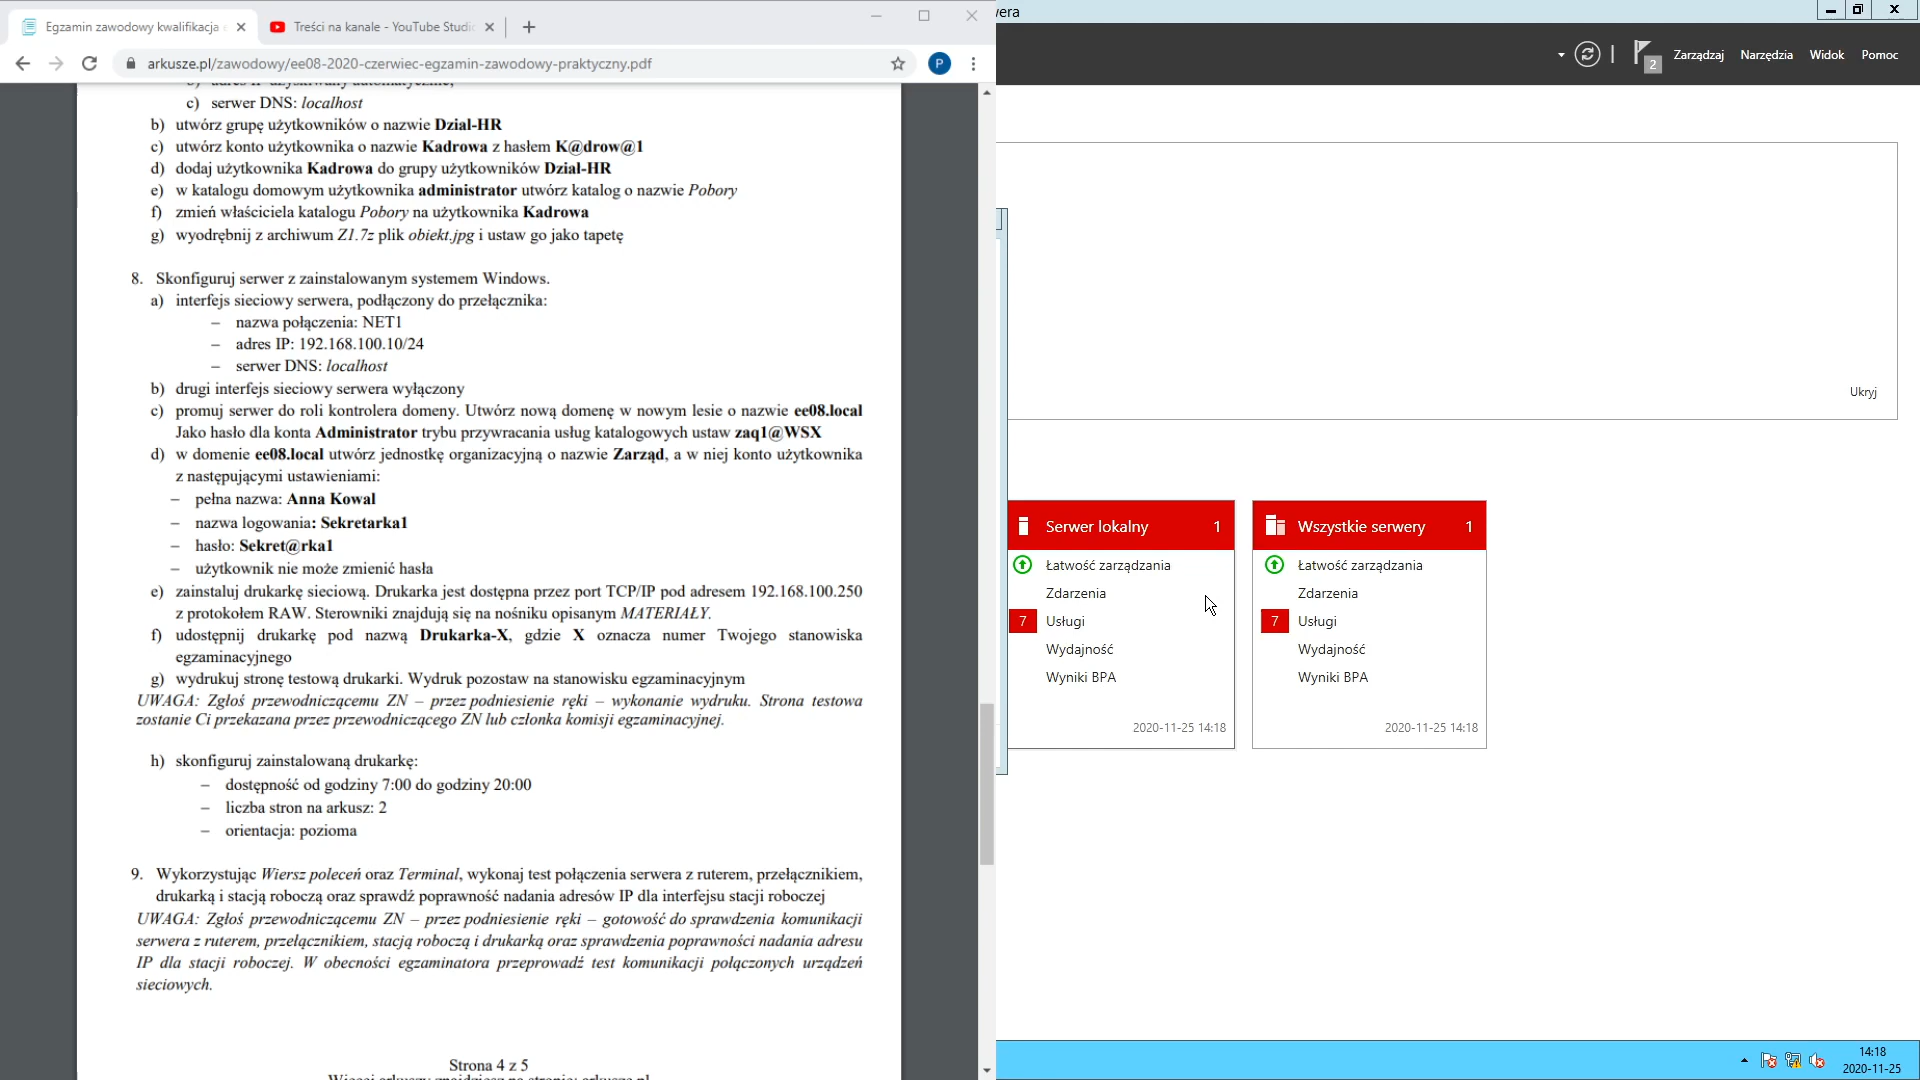 Egzamin zawodowy kwalifikacja
Treści na kanale - YouTube Studio
arkusze.pl/zawodowy/ee08-2020-czerwiec-egzamin-zawodowy-praktyczny.pdf
P
c) serwer DNS: localhost
b) utwórz grupę użytkowników o nazwie Dzial-HR
c) utwórz konto użytkownika o nazwie Kadrowa z hasłem K@drow@1
d) dodaj użytkownika Kadrowa do grupy użytkowników Dzial-HR
e) w katalogu domowym użytkownika administrator utwórz katalog o nazwie Pobory
f) zmień właściciela katalogu Pobory na użytkownika Kadrowa
g) wyodrębnij z archiwum Z1.7z plik obiekt.jpg i ustaw go jako tapetę
8. Skonfiguruj serwer z zainstalowanym systemem Windows.
a) interfejs sieciowy serwera, podłączony do przełącznika:
– nazwa połączenia: NET1
– adres IP: 192.168.100.10/24
– serwer DNS: localhost
b) drugi interfejs sieciowy serwera wyłączony
c) promuj serwer do roli kontrolera domeny. Utwórz nową domenę w nowym lesie o nazwie ee08.local
Jako hasło dla konta Administrator trybu przywracania usług katalogowych ustaw zaq1@WSX
d) w domenie ee08.local utwórz jednostkę organizacyjną o nazwie Zarząd, a w niej konto użytkownika
z następującymi ustawieniami:
– pełna nazwa: Anna Kowal
– nazwa logowania: Sekretarka1
– hasło: Sekret@rka1
– użytkownik nie może zmienić hasła
e) zainstaluj drukarkę sieciową. Drukarka jest dostępna przez port TCP/IP pod adresem 192.168.100.250
z protokołem RAW. Sterowniki znajdują się na nośniku opisanym MATERIAŁY.
f) udostępnij drukarkę pod nazwą Drukarka-X, gdzie X oznacza numer Twojego stanowiska
egzaminacyjnego
g) wydrukuj stronę testową drukarki. Wydruk pozostaw na stanowisku egzaminacyjnym
UWAGA: Zgłoś przewodniczącemu ZN – przez podniesienie ręki – wykonanie wydruku. Strona testowa
zostanie Ci przekazana przez przewodniczącego ZN lub członka komisji egzaminacyjnej.
h) skonfiguruj zainstalowaną drukarkę:
– dostępność od godziny 7:00 do godziny 20:00
– liczba stron na arkusz: 2
– orientacja: pozioma
9. Wykorzystując Wiersz poleceń oraz Terminal, wykonaj test połączenia serwera z ruterem, przełącznikiem,
drukarką i stacją roboczą oraz sprawdź poprawność nadania adresów IP dla interfejsu stacji roboczej
UWAGA: Zgłoś przewodniczącemu ZN – przez podniesienie ręki – gotowość do sprawdzenia komunikacji
serwera z ruterem, przełącznikiem, stacją roboczą i drukarką oraz sprawdzenia poprawności nadania adresu
IP dla stacji roboczej. W obecności egzaminatora przeprowadź test komunikacji połączonych urządzeń
sieciowych.
Strona 4 z 5
Więcej arkuszy znajdziesz na stronie: arkusze.pl
wera
2
Zarządzaj Narzędzia Widok Pomoc
Ukryj
Serwer lokalny 1
Łatwość zarządzania
Zdarzenia
7 Usługi
Wydajność
Wyniki BPA
2020-11-25 14:18
Wszystkie serwery 1
Łatwość zarządzania
Zdarzenia
7 Usługi
Wydajność
Wyniki BPA
2020-11-25 14:18
14:18
2020-11-25